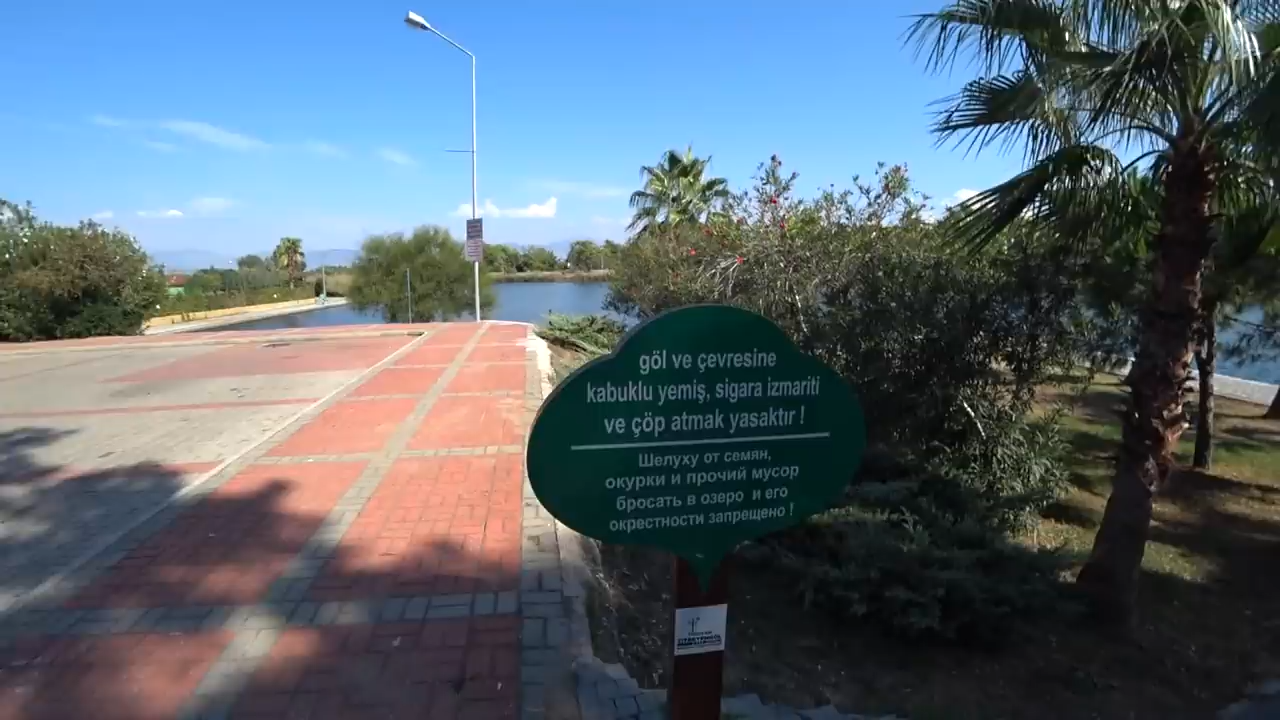 göl ve çevresine
kabuklu yemiş, sigara izmariti
ve çöp atmak yasaktır !
Шелуху от семян,
окурки и прочий мусор
бросать в озеро и его
окрестности запрещено !